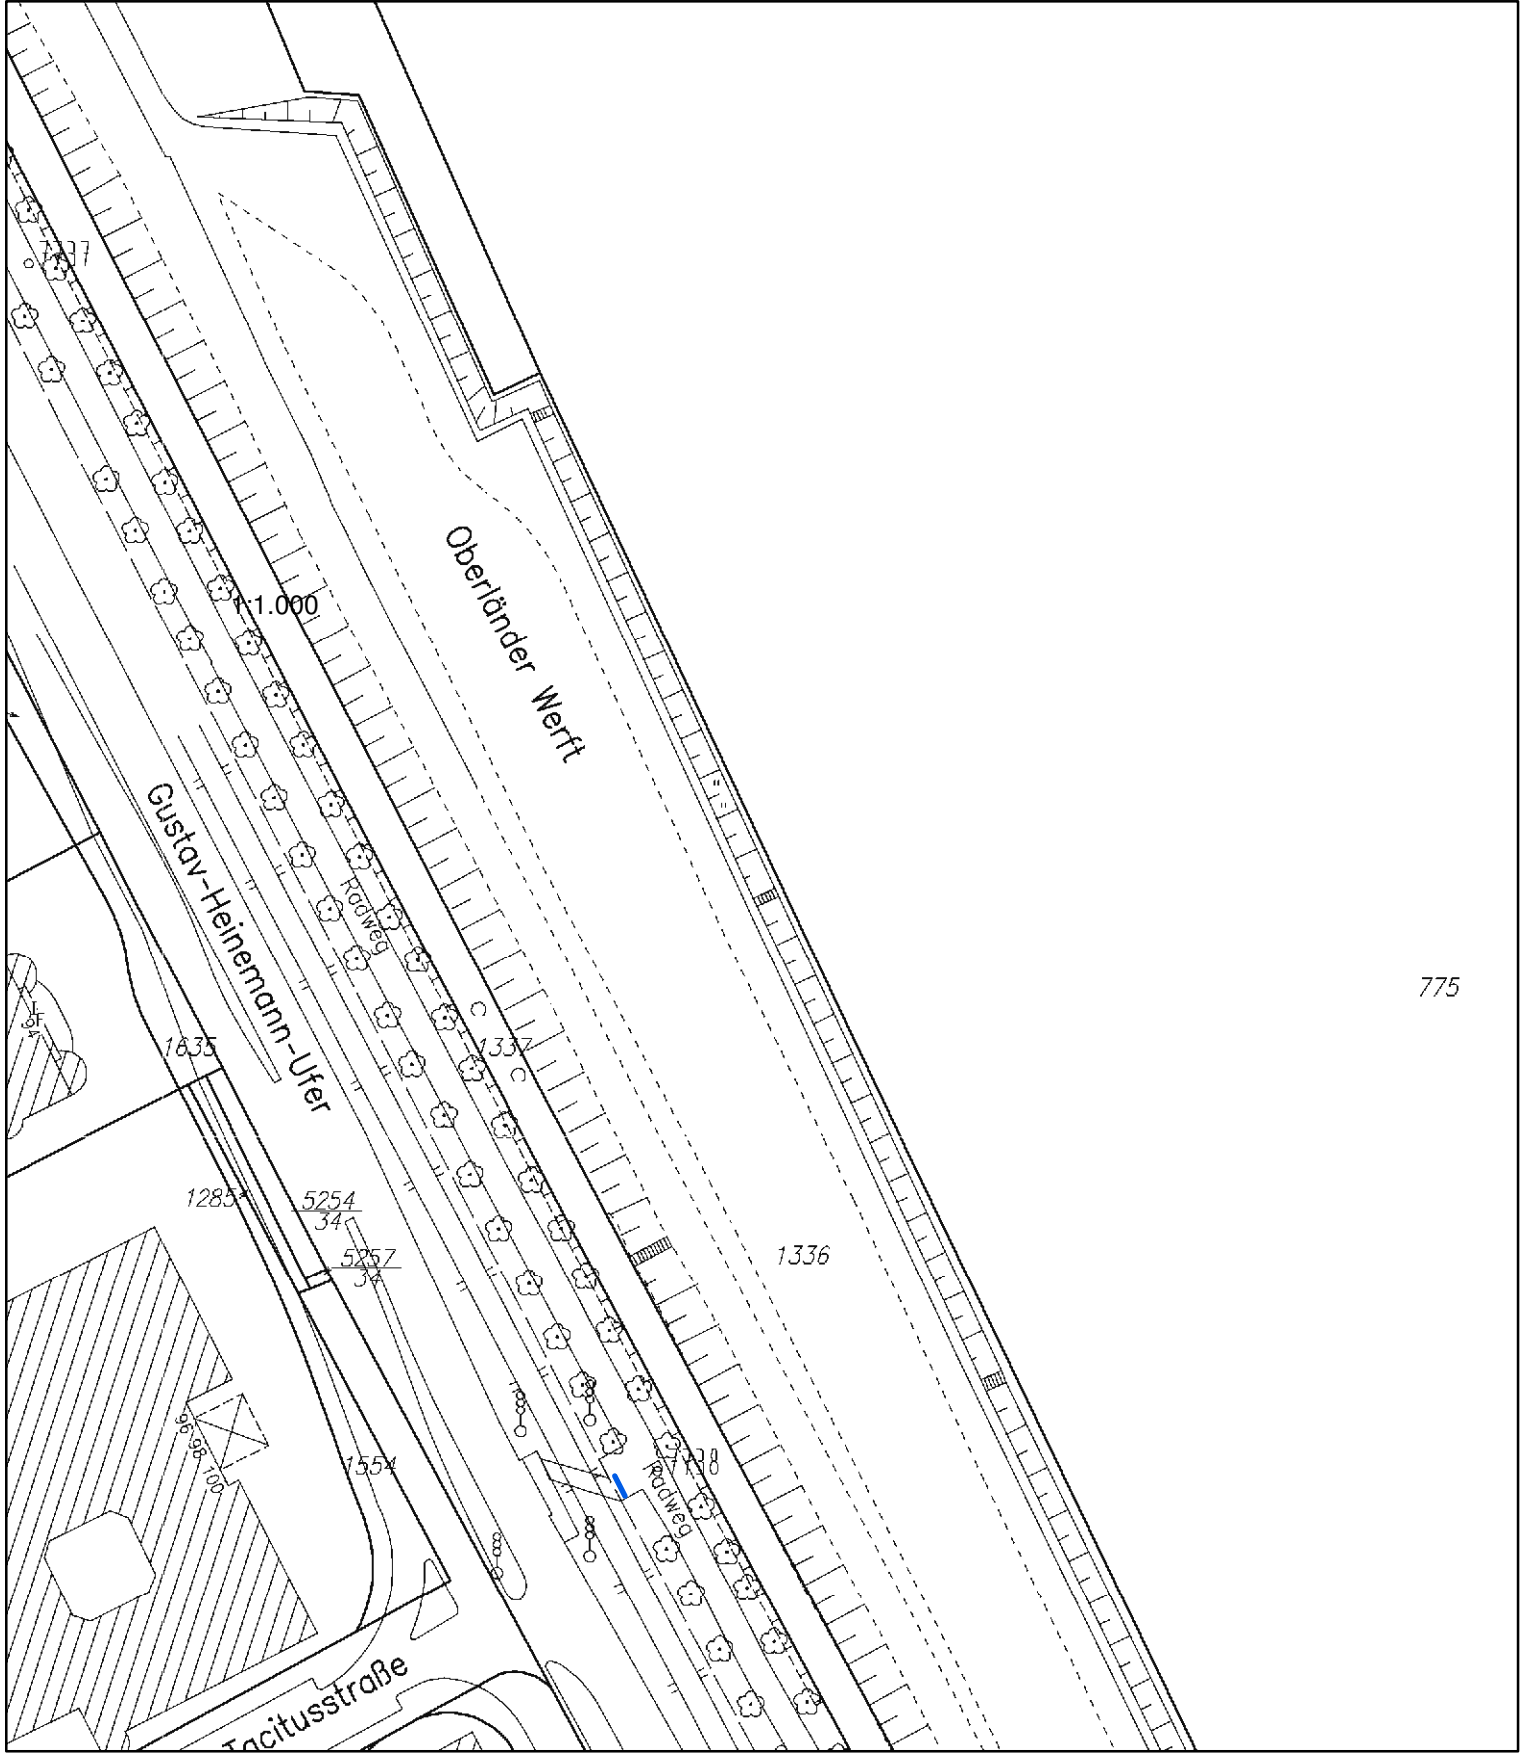 1:1.000
Oberländer Werft
Gustav-Heinemann-Ufer
Radweg
775
1635
1337
1285
5254
34
5257
34
1336
96 98 100
1554
Radweg
Tacitusstraße